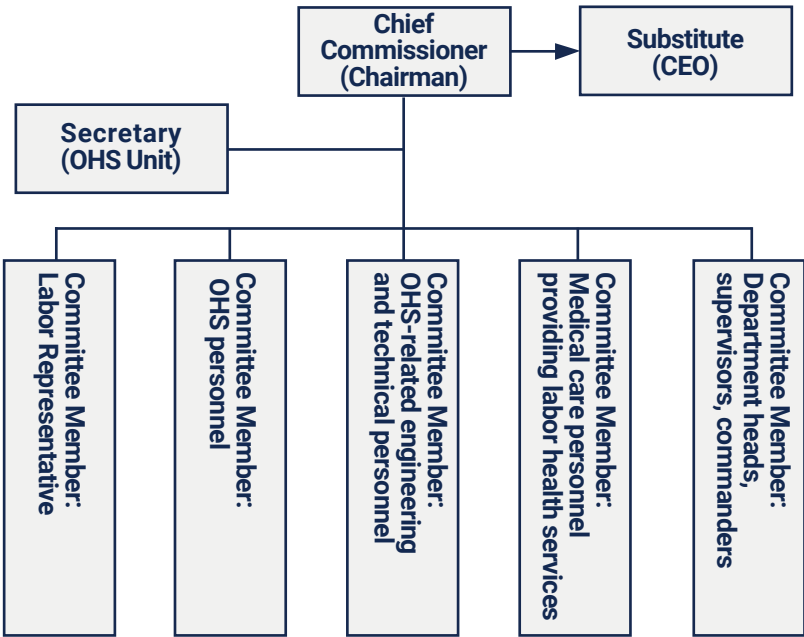 Chief
Commissioner
(Chairman)
Substitute
(CEO)
Secretary
(OHS Unit)
Committee Member:
Labor Representative
Committee Member:
OHS personnel
Committee Member:
OHS-related engineering
and technical personnel
Committee Member:
Medical care personnel
providing labor health services
Committee Member:
Department heads,
supervisors, commanders